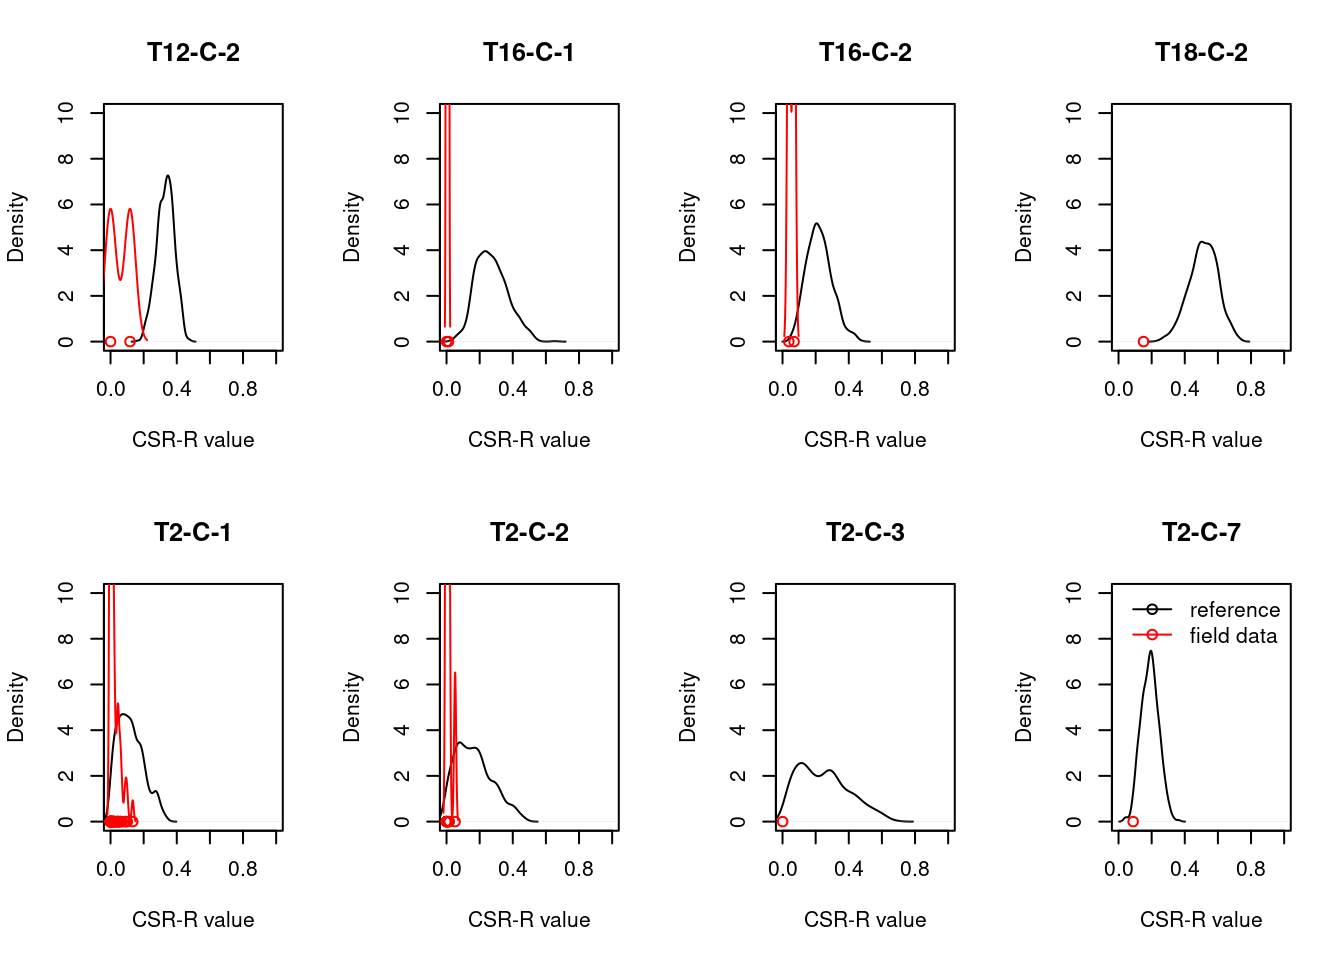 T12-C-2
T16-C-1
T16-C-2
T18-C-2
Density
0 2 4 6 8 10
0.0 0.4 0.8
CSR-R value
Density
0 2 4 6 8 10
0.0 0.4 0.8
CSR-R value
Density
0 2 4 6 8 10
0.0 0.4 0.8
CSR-R value
Density
0 2 4 6 8 10
0.0 0.4 0.8
CSR-R value
T2-C-1
T2-C-2
T2-C-3
T2-C-7
Density
0 2 4 6 8 10
0.0 0.4 0.8
CSR-R value
Density
0 2 4 6 8 10
0.0 0.4 0.8
CSR-R value
Density
0 2 4 6 8 10
0.0 0.4 0.8
CSR-R value
Density
0 2 4 6 8 10
reference
field data
0.0 0.4 0.8
CSR-R value